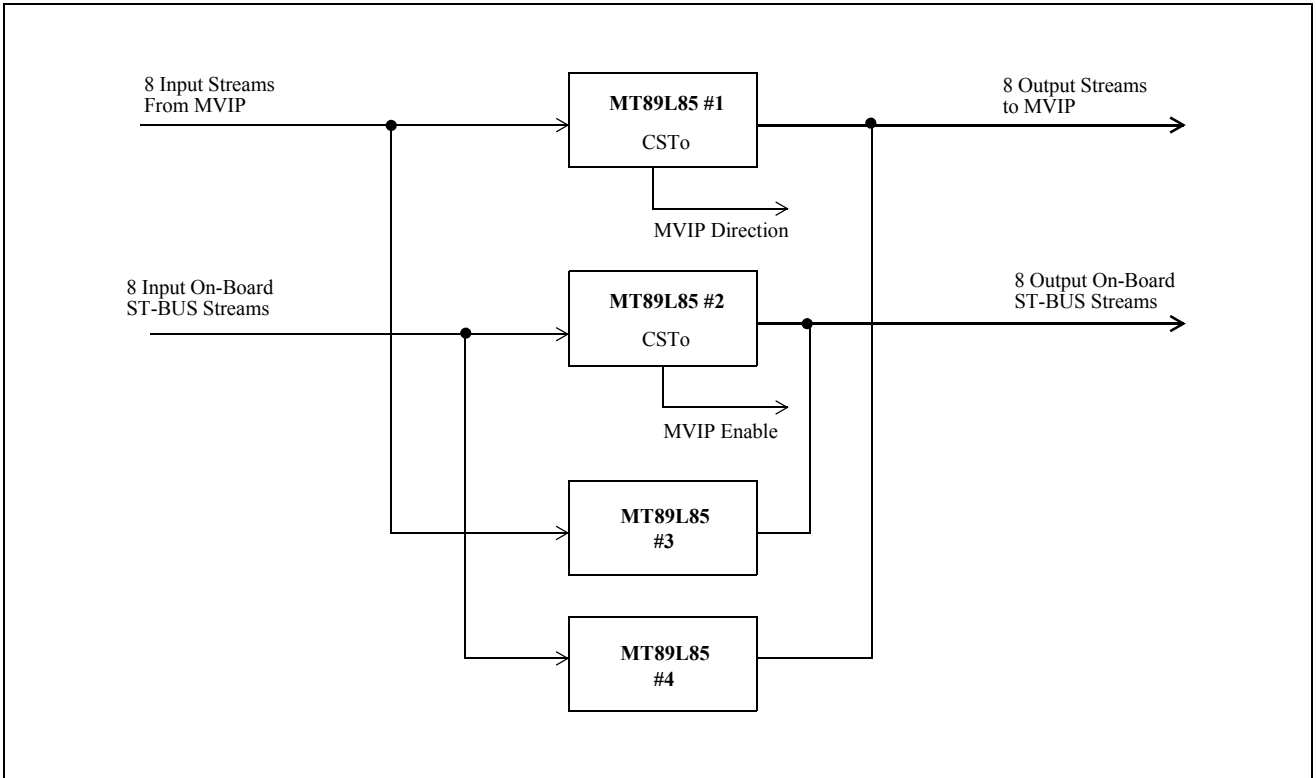 8 Input Streams
From MVIP
MT89L85 #1
CSTo
8 Output Streams
to MVIP
MVIP Direction
8 Input On-Board
ST-BUS Streams
MT89L85 #2
CSTo
8 Output On-Board
ST-BUS Streams
MVIP Enable
MT89L85
#3
MT89L85
#4